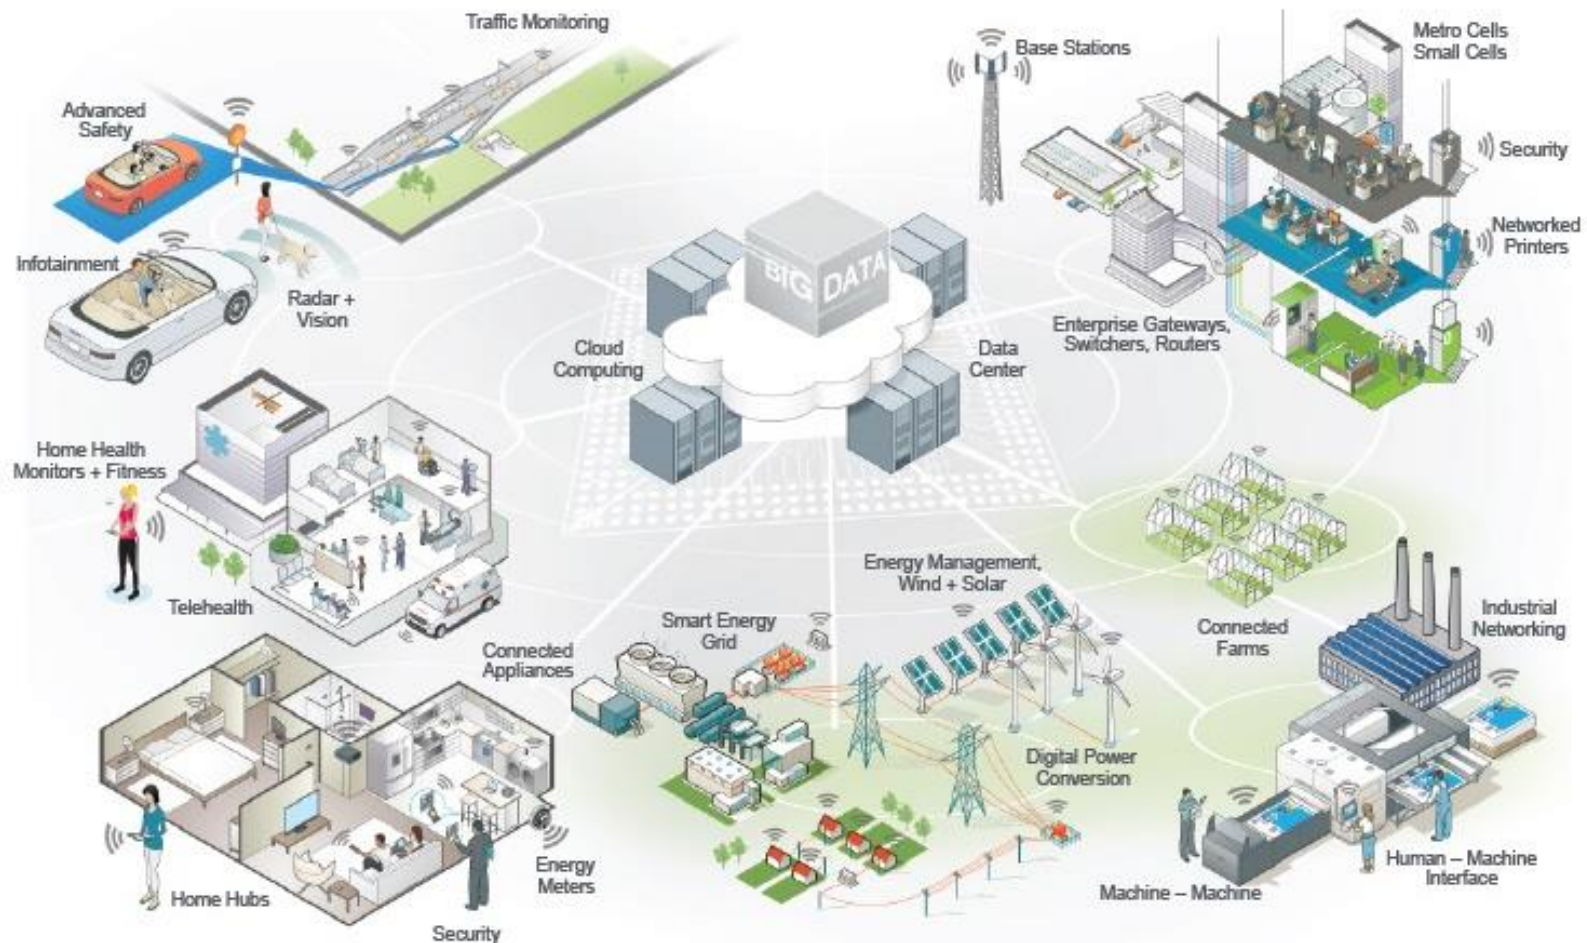 Traffic Monitoring
Base Stations
Metro Cells
Small Cells
Advanced
Safety
Security
Networked
Printers
Infotainment
Radar +
Vision
BIG DATA
Enterprise Gateways,
Switchers, Routers
Cloud
Computing
Data
Center
Home Health
Monitors + Fitness
Telehealth
Energy Management,
Wind + Solar
Smart Energy
Grid
Connected
Appliances
Connected
Farms
Industrial
Networking
Digital Power
Conversion
Energy
Meters
Home Hubs
Security
Human – Machine
Interface
Machine – Machine